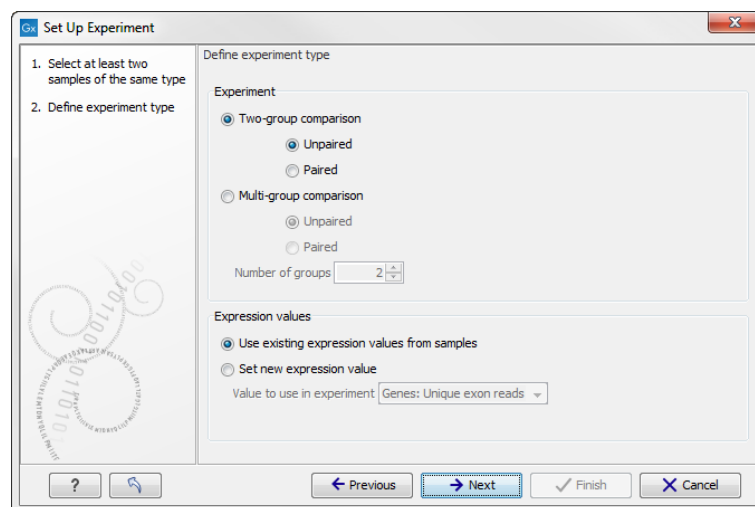 Gx Set Up Experiment
1. Select at least two
samples of the same type
2. Define experiment type
Define experiment type
Experiment
Two-group comparison
Unpaired
Paired
Multi-group comparison
Unpaired
Paired
Number of groups 2
Expression values
Use existing expression values from samples
Set new expression value
Value to use in experiment Genes: Unique exon reads
? Previous Next Finish Cancel